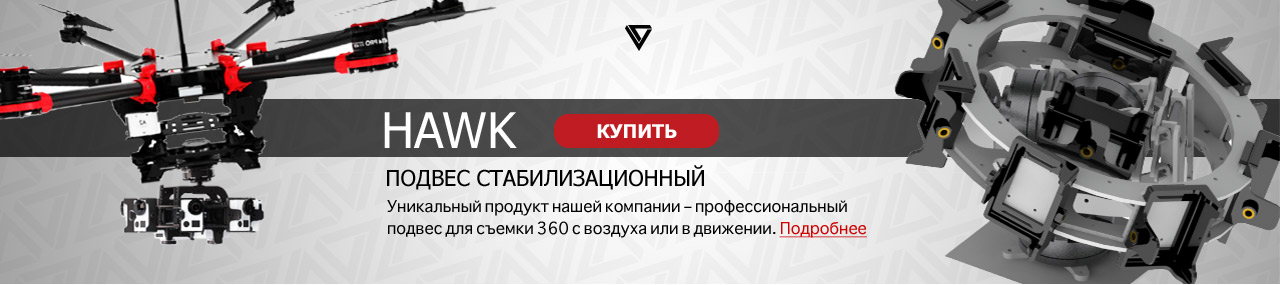 HAWK
КУПИТЬ
ПОДВЕС СТАБИЛИЗАЦИОННЫЙ
Уникальный продукт нашей компании – профессиональный
подвес для съемки 360 с воздуха или в движении. Подробнее